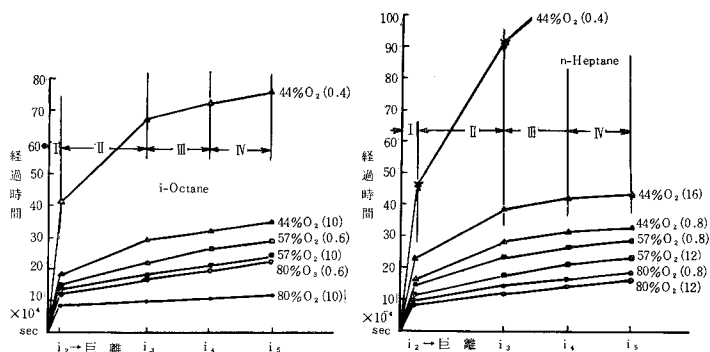 80
70
60
50
40
30
20
10
×10⁴
sec
経過時間
I
II
III
IV
i-Octane
44%O₂(0.4)
44%O₂(10)
57%O₂(0.6)
57%O₂(10)
80%O₃(0.6)
80%O₂(10)
i₂→巨離
i₃
i₄
i₅
100
90
80
70
60
50
40
30
20
10
×10⁴
sec
経過時間
I
II
III
IV
n-Heptane
44%O₂(0.4)
44%O₂(16)
44%O₂(0.8)
57%O₂(0.8)
57%O₂(12)
80%O₂(0.8)
80%O₂(12)
i₂→巨離
i₃
i₄
i₅